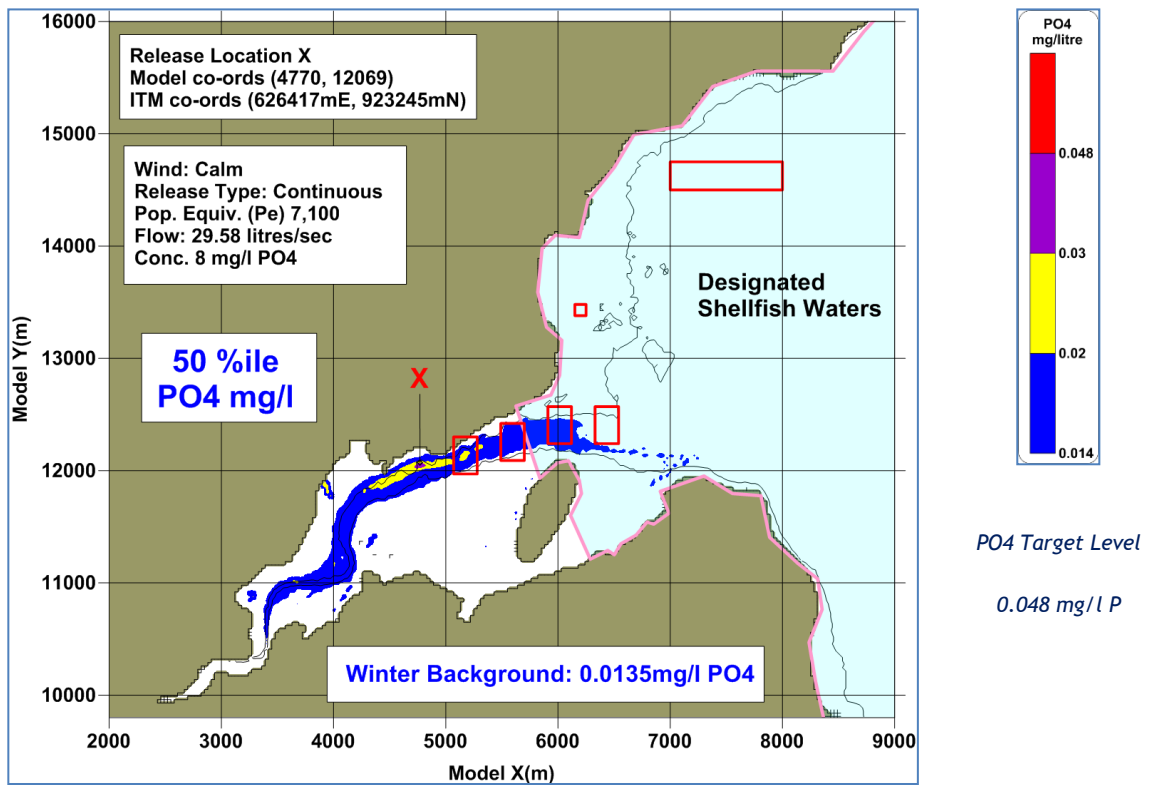 16000
15000
14000
13000
12000
11000
10000
Model Y(m)
Release Location X
Model co-ords (4770, 12069)
ITM co-ords (626417mE, 923245mN)
Wind: Calm
Release Type: Continuous
Pop. Equiv. (Pe) 7,100
Flow: 29.58 litres/sec
Conc. 8 mg/l PO4
Designated
Shellfish Waters
50 %ile
PO4 mg/l
X
Winter Background: 0.0135mg/l PO4
2000 3000 4000 5000 6000 7000 8000 9000
Model X(m)
PO4
mg/litre
0.048
0.03
0.02
0.014
PO4 Target Level
0.048 mg/l P